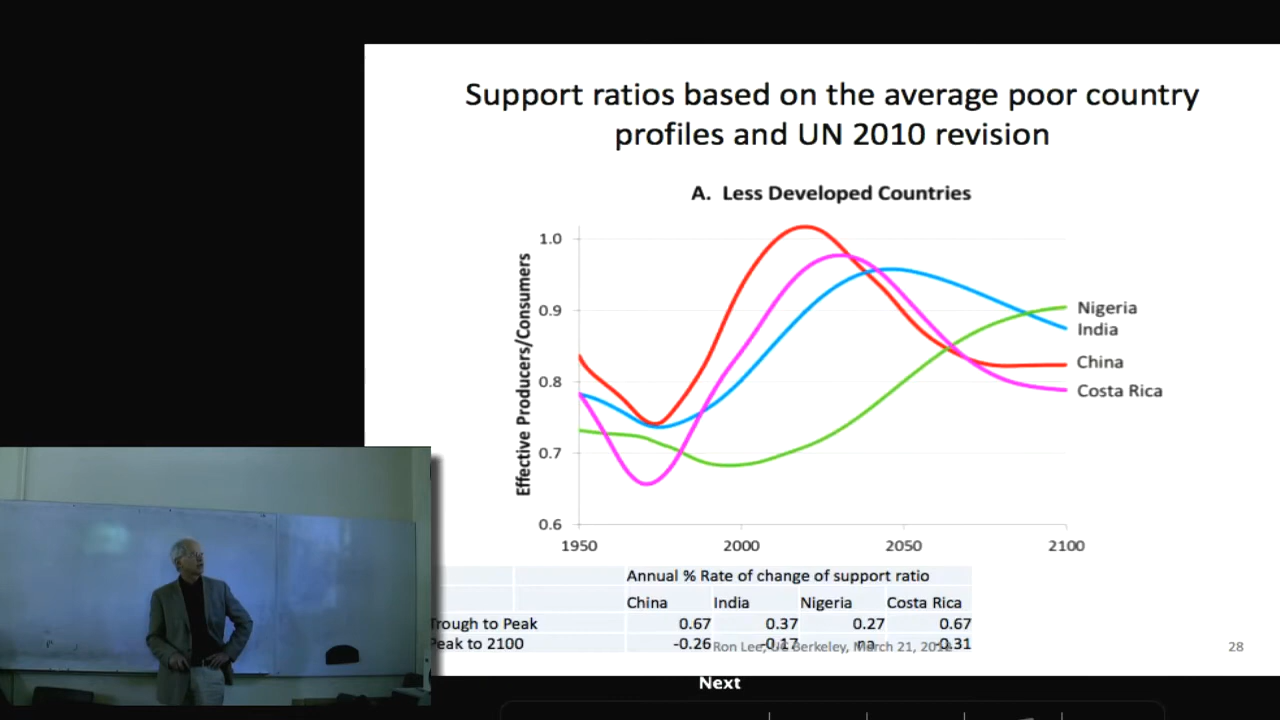 Support ratios based on the average poor country
profiles and UN 2010 revision
A. Less Developed Countries
Effective Producers/Consumers
1.0
0.9
0.8
0.7
0.6
1950 2000 2050 2100
Nigeria
India
China
Costa Rica
Annual % Rate of change of support ratio
China India Nigeria Costa Rica
Trough to Peak 0.67 0.37 0.27 0.67
Peak to 2100 -0.26 -0.17 na -0.31
Ron Lee, UC Berkeley, March 21,
28
Next